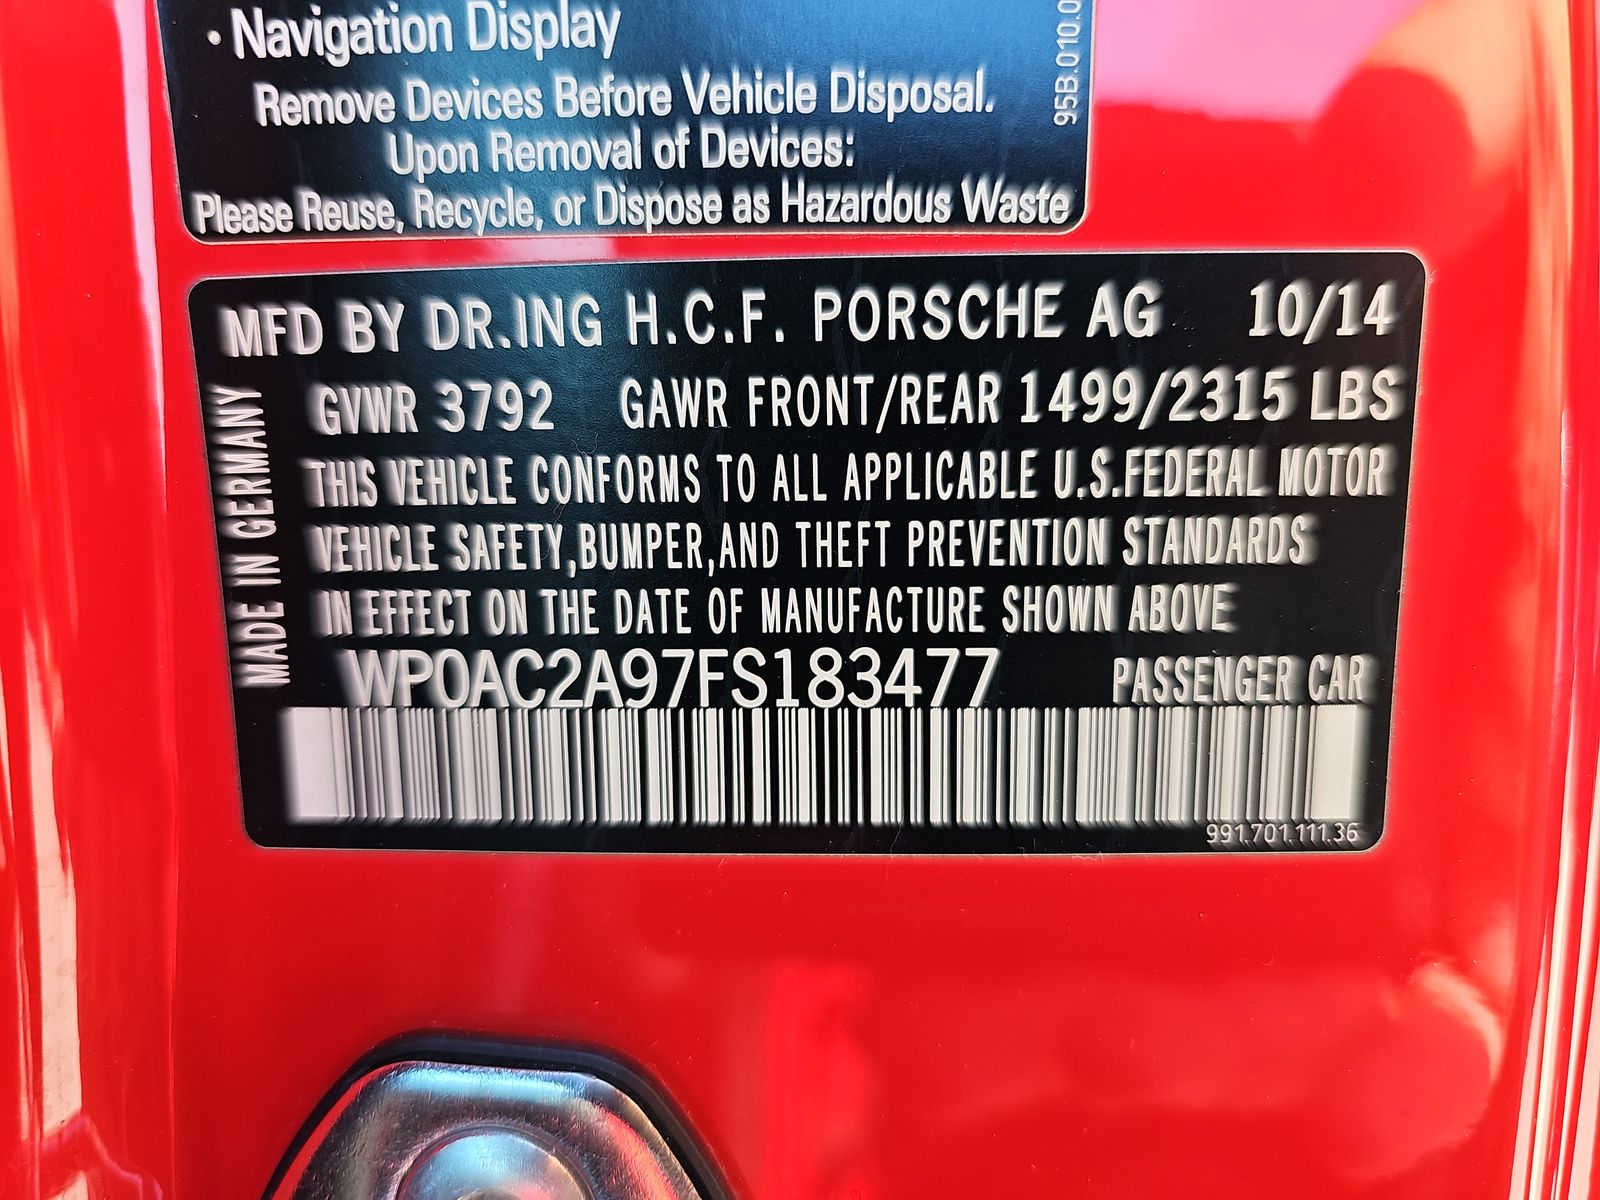 · Navigation Display
Remove Devices Before Vehicle Disposal.
Upon Removal of Devices:
Please Reuse, Recycle, or Dispose as Hazardous Waste
95B.010.0
MFD BY DR.ING H.C.F. PORSCHE AG 10/14
GVWR 3792 GAWR FRONT/REAR 1499/2315 LBS
THIS VEHICLE CONFORMS TO ALL APPLICABLE U.S.FEDERAL MOTOR
VEHICLE SAFETY,BUMPER,AND THEFT PREVENTION STANDARDS
IN EFFECT ON THE DATE OF MANUFACTURE SHOWN ABOVE
WP0AC2A97FS183477 PASSENGER CAR
MADE IN GERMANY
991.701.111.36